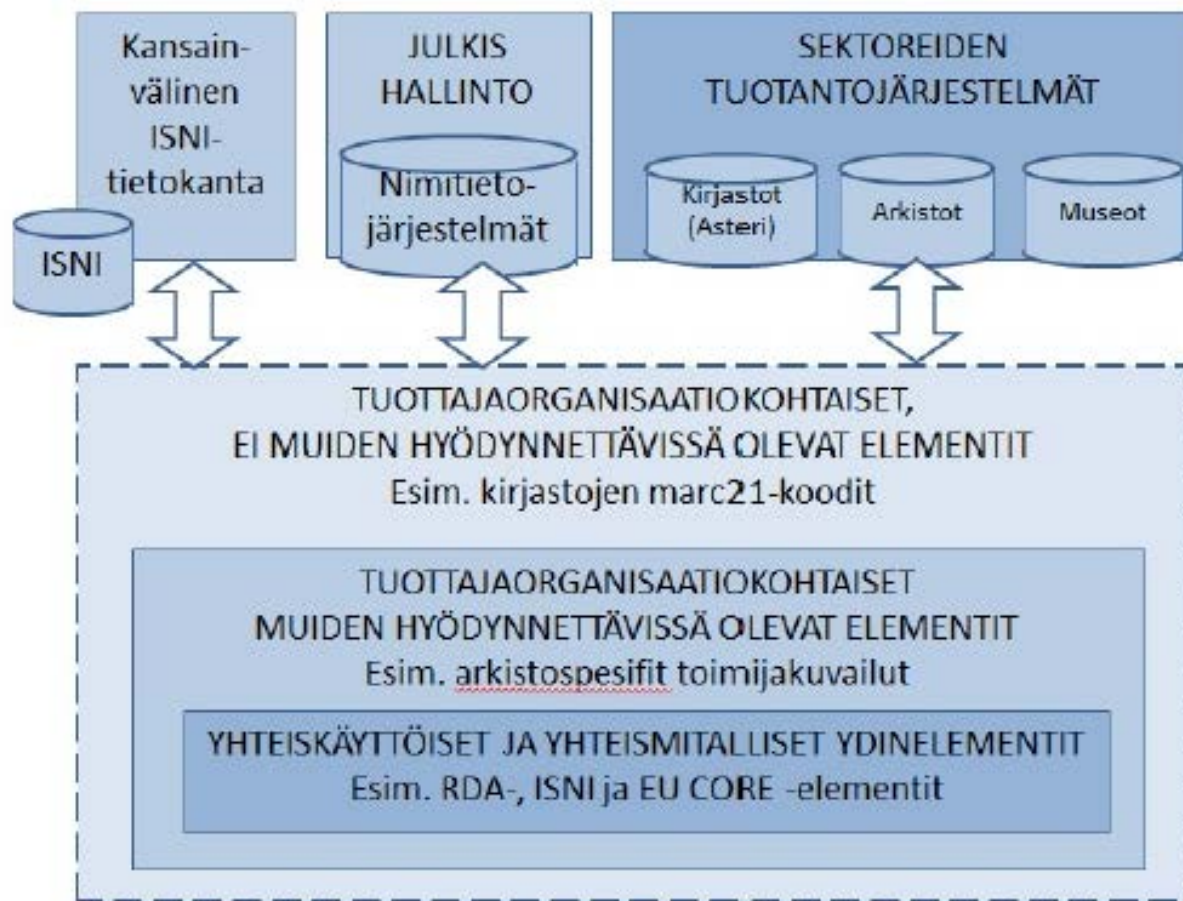 Kansain-
välinen
ISNI-
tietokanta
ISNI
JULKIS
HALLINTO
Nimitieto-
järjestelmät
SEKTOREIDEN
TUOTANTOJÄRJESTELMÄT
Kirjastot
(Asteri)
Arkistot
Museot
TUOTTAJAORGANISAATIOKOHTAISET,
EI MUIDEN HYÖDYNNETTÄVISSÄ OLEVAT ELEMENTIT
Esim. kirjastojen marc21-koodit
TUOTTAJAORGANISAATIOKOHTAISET
MUIDEN HYÖDYNNETTÄVISSÄ OLEVAT ELEMENTIT
Esim. arkistospesifit toimijakuvailut
YHTEISKÄYTTÖISET JA YHTEISMITALLISET YDINELEMENTIT
Esim. RDA-, ISNI ja EU CORE -elementit